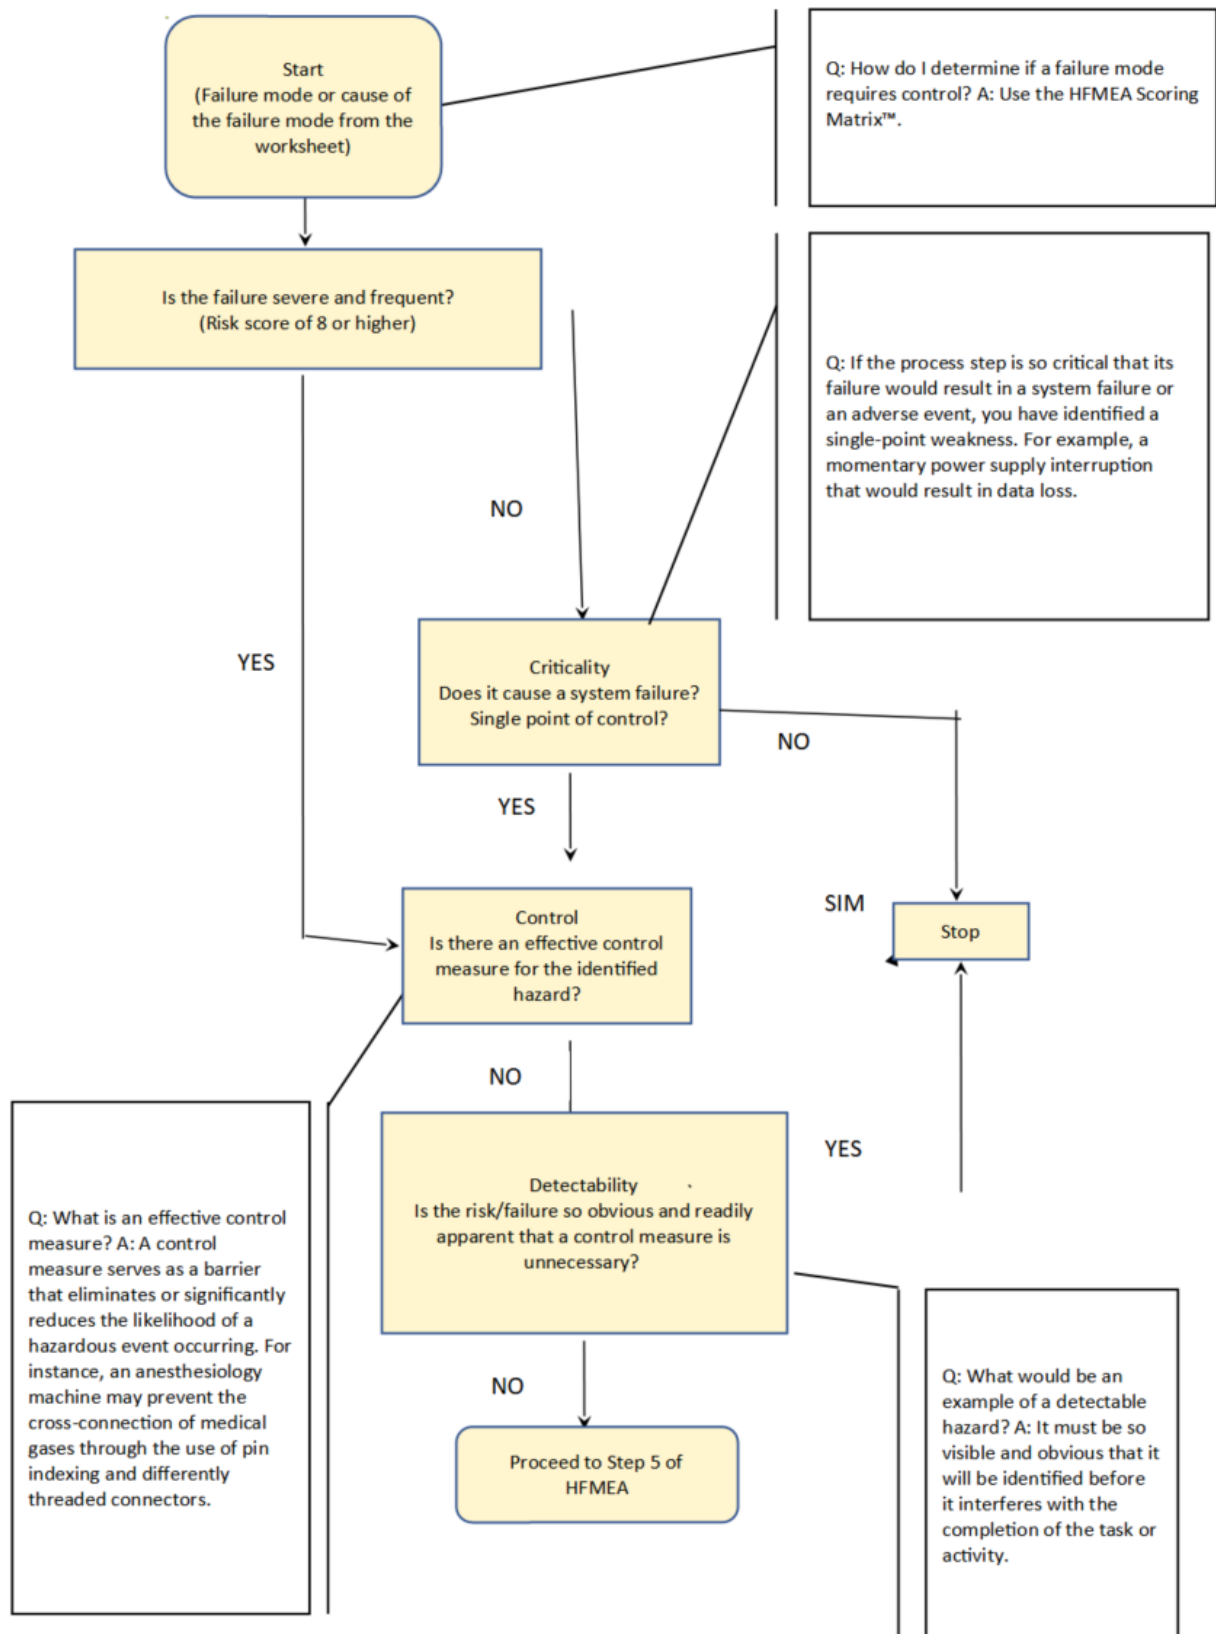 Start
(Failure mode or cause of
the failure mode from the
worksheet)
Q: How do I determine if a failure mode
requires control? A: Use the HFMEA Scoring
Matrix™.
Is the failure severe and frequent?
(Risk score of 8 or higher)
Q: If the process step is so critical that its
failure would result in a system failure or
an adverse event, you have identified a
single-point weakness. For example, a
momentary power supply interruption
that would result in data loss.
NO
YES
Criticality
Does it cause a system failure?
Single point of control?
NO
YES
Control
Is there an effective control
measure for the identified
hazard?
SIM
Stop
NO
Detectability
Is the risk/failure so obvious and readily
apparent that a control measure is
unnecessary?
YES
Q: What is an effective control
measure? A: A control
measure serves as a barrier
that eliminates or significantly
reduces the likelihood of a
hazardous event occurring. For
instance, an anesthesiology
machine may prevent the
cross-connection of medical
gases through the use of pin
indexing and differently
threaded connectors.
NO
Proceed to Step 5 of
HFMEA
Q: What would be an
example of a detectable
hazard? A: It must be so
visible and obvious that it
will be identified before
it interferes with the
completion of the task or
activity.